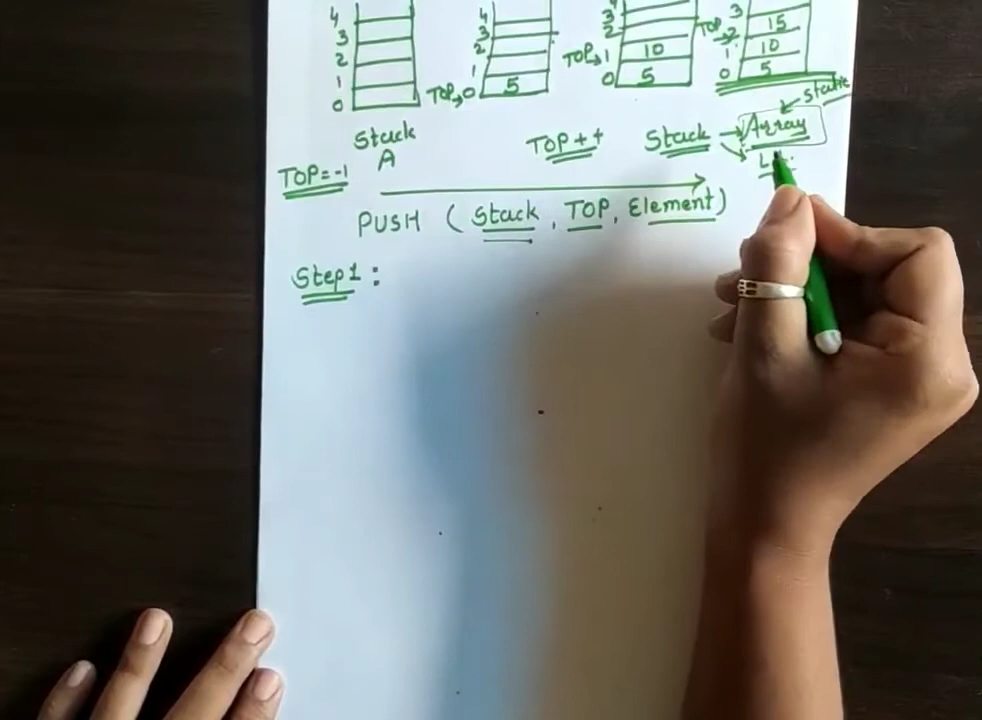 4
3
2
1
0
Stack
A
TOP = -1
4
3
2
1
TOP→ 0 5
TOP++
3
2
TOP→ 1 10
0 5
Stack → Array
static
3
TOP→ 2 15
1 10
0 5
PUSH ( Stack , TOP , Element )
Step 1 :